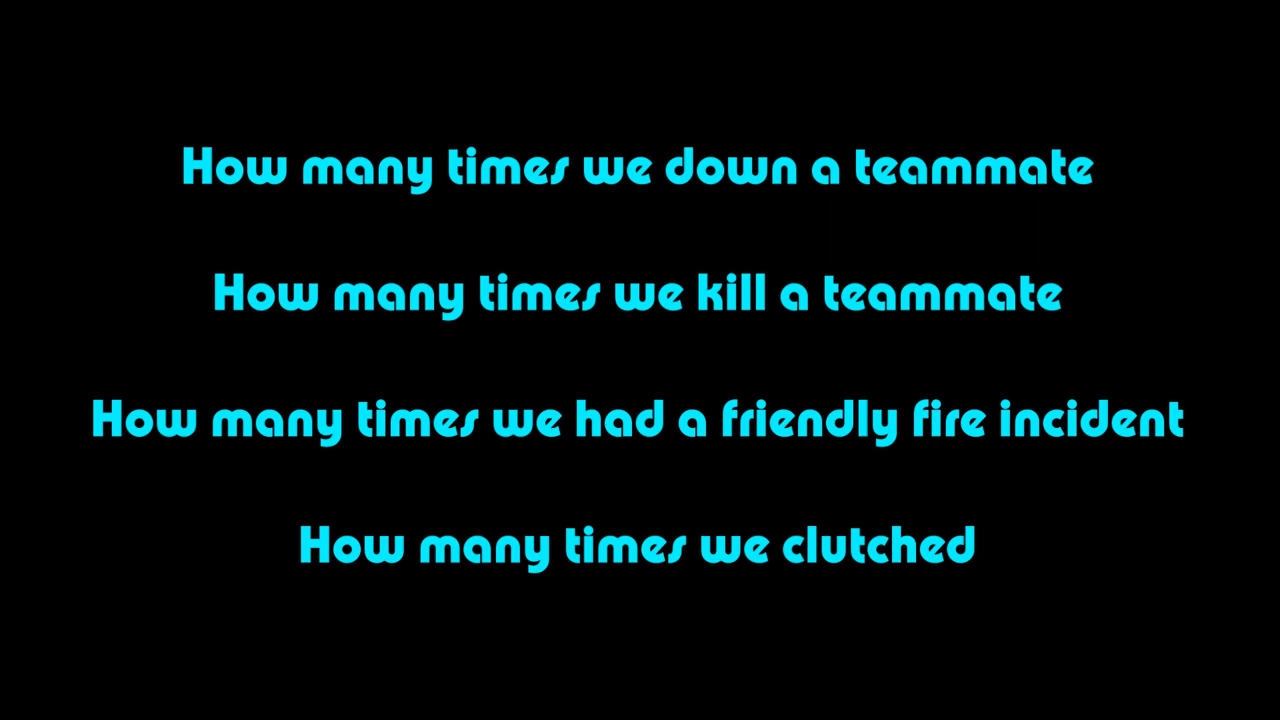 How many times we down a teammate
How many times we kill a teammate
How many times we had a friendly fire incident
How many times we clutched